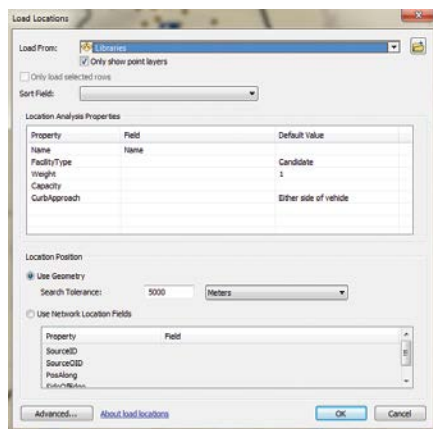 Load Locations
Load From: Libraries
Only show point layers
Only load selected rows
Sort Field:
Location Analysis Properties
Property Field Default Value
Name Name
FacilityType Candidate
Weight 1
Capacity
CurbApproach Either side of vehicle
Location Position
Use Geometry
Search Tolerance: 5000 Meters
Use Network Location Fields
Property Field
SourceID
SourceOID
PosAlong
SideOfEdge
Advanced... About load locations OK Cancel